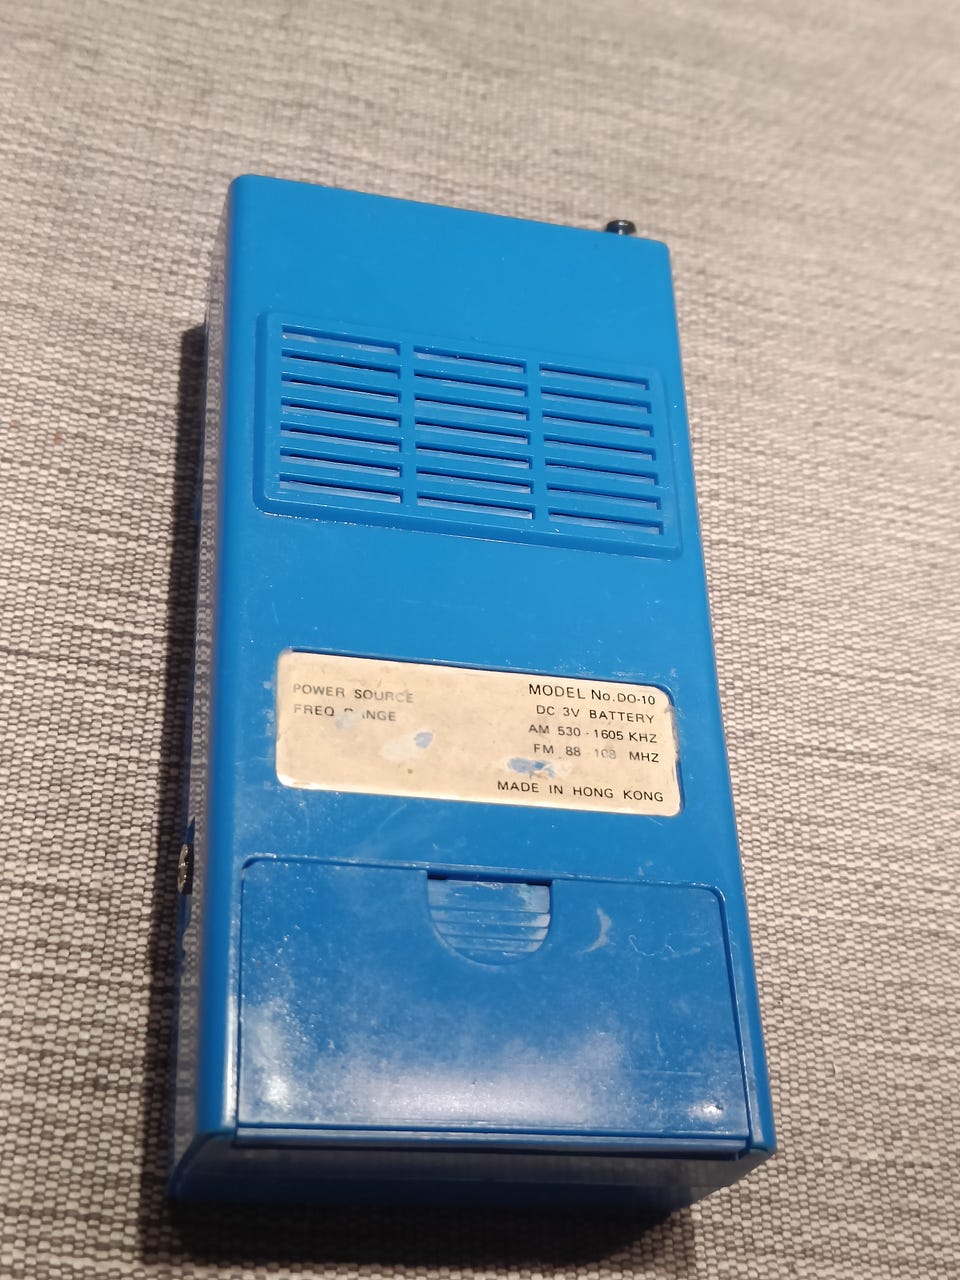 MODEL No.DO-10
POWER SOURCE DC 3V BATTERY
FREQ RANGE AM 530 - 1605 KHZ
FM 88 - 108 MHZ
MADE IN HONG KONG